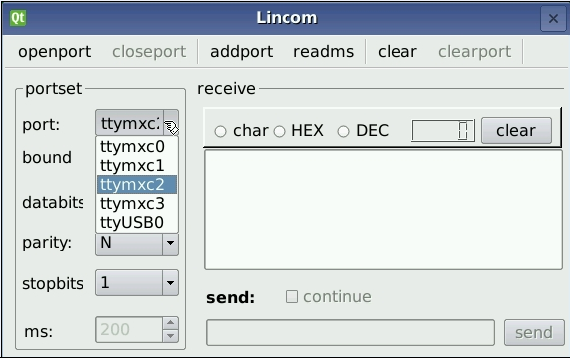 Qt Lincom
openport closeport addport readms clear clearport
portset
port: ttymxc2
ttymxc0
ttymxc1
ttymxc2
ttymxc3
ttyUSB0
bound
databits
parity: N
stopbits 1
ms: 200
receive
char HEX DEC 0 clear
send: continue
send